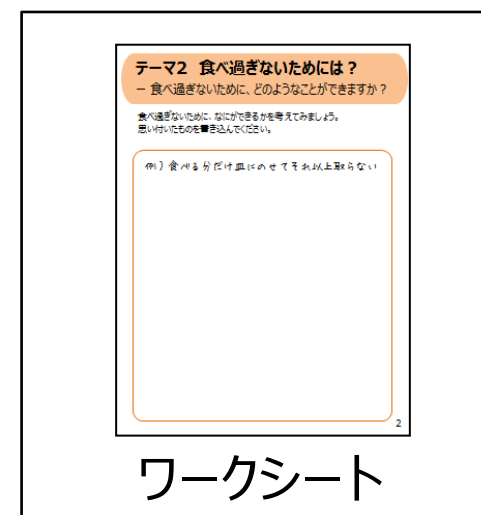 テーマ2 食べ過ぎないためには？
－ 食べ過ぎないために、どのようなことができますか？
食べ過ぎないために、なにができるかを考えてみましょう。
思い付いたものを書き込んでください。
例）食べる分だけ皿にのせてそれ以上取らない
2
ワークシート